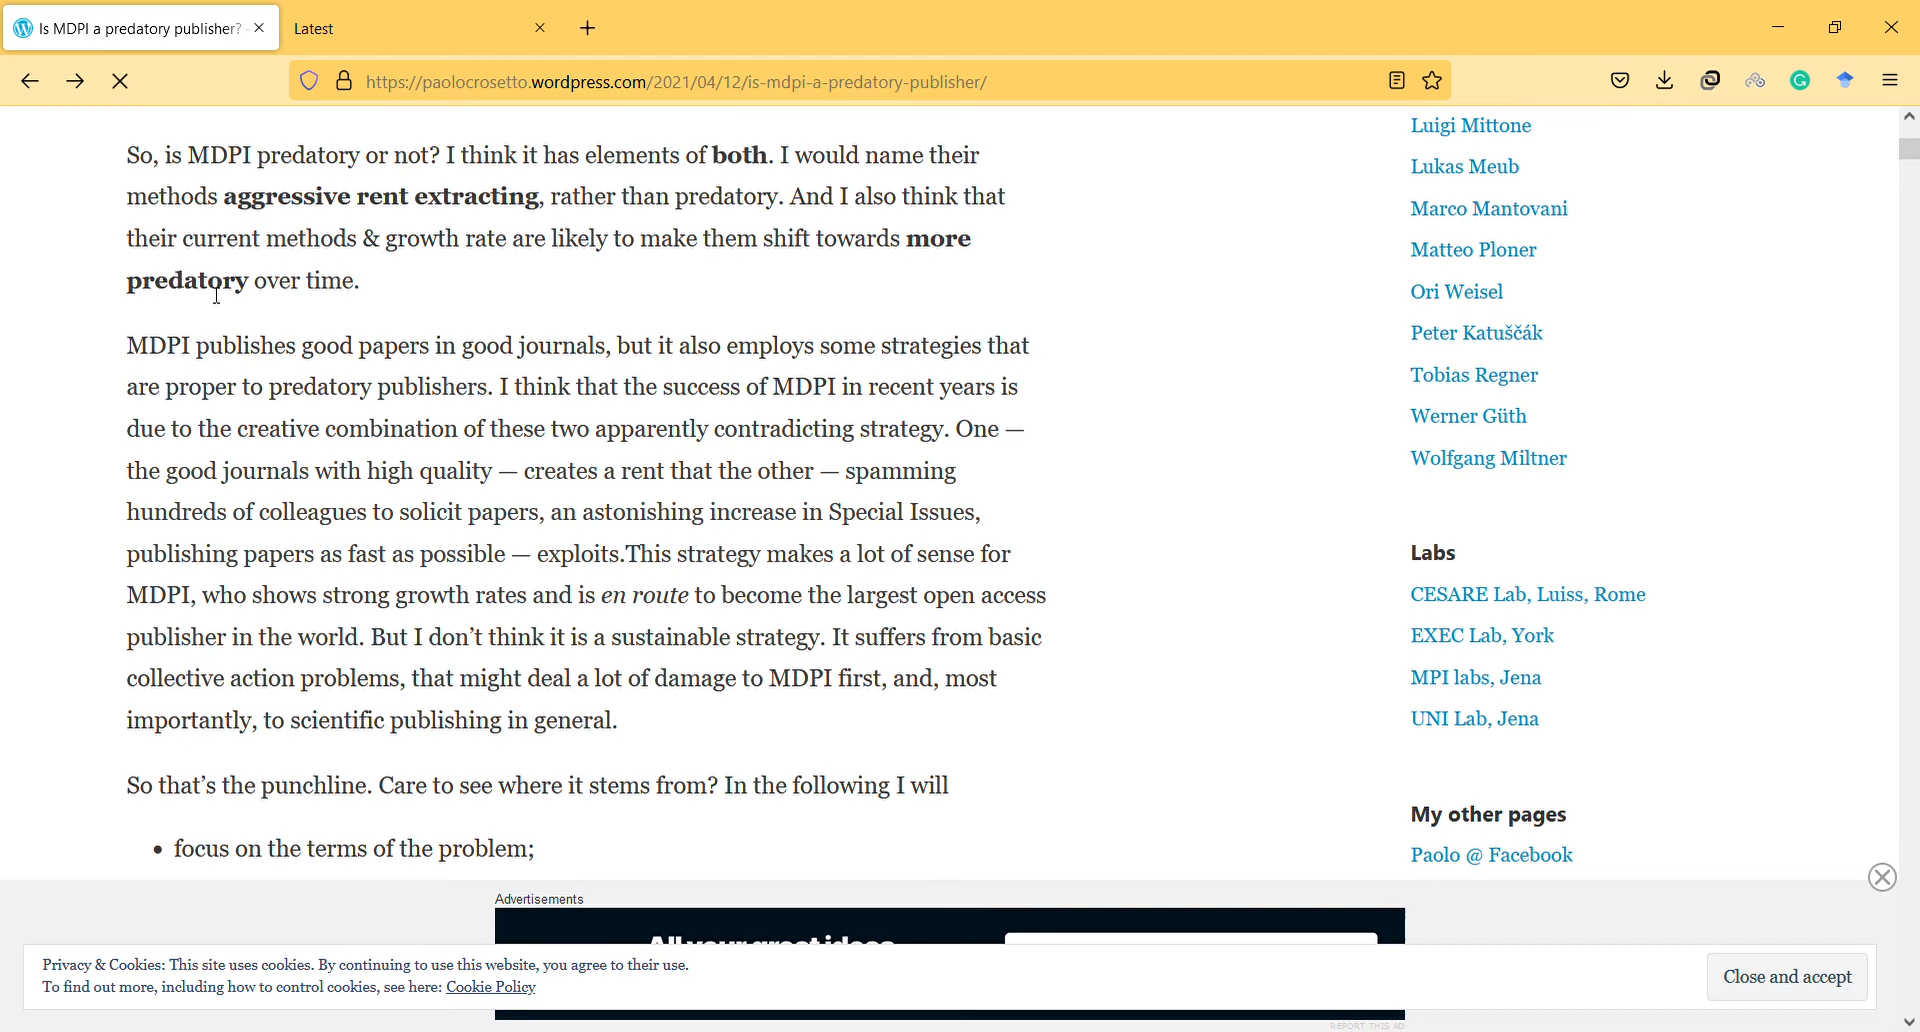 Is MDPI a predatory publisher?
Latest
https://paolocrosetto.wordpress.com/2021/04/12/is-mdpi-a-predatory-publisher/
So, is MDPI predatory or not? I think it has elements of both. I would name their
methods aggressive rent extracting, rather than predatory. And I also think that
their current methods & growth rate are likely to make them shift towards more
predatory over time.
MDPI publishes good papers in good journals, but it also employs some strategies that
are proper to predatory publishers. I think that the success of MDPI in recent years is
due to the creative combination of these two apparently contradicting strategy. One —
the good journals with high quality — creates a rent that the other — spamming
hundreds of colleagues to solicit papers, an astonishing increase in Special Issues,
publishing papers as fast as possible — exploits.This strategy makes a lot of sense for
MDPI, who shows strong growth rates and is en route to become the largest open access
publisher in the world. But I don’t think it is a sustainable strategy. It suffers from basic
collective action problems, that might deal a lot of damage to MDPI first, and, most
importantly, to scientific publishing in general.
So that’s the punchline. Care to see where it stems from? In the following I will
• focus on the terms of the problem;
Luigi Mittone
Lukas Meub
Marco Mantovani
Matteo Ploner
Ori Weisel
Peter Katuščák
Tobias Regner
Werner Güth
Wolfgang Miltner
Labs
CESARE Lab, Luiss, Rome
EXEC Lab, York
MPI labs, Jena
UNI Lab, Jena
My other pages
Paolo @ Facebook
Advertisements
All your great ideas
Privacy & Cookies: This site uses cookies. By continuing to use this website, you agree to their use.
To find out more, including how to control cookies, see here: Cookie Policy
Close and accept
REPORT THIS AD